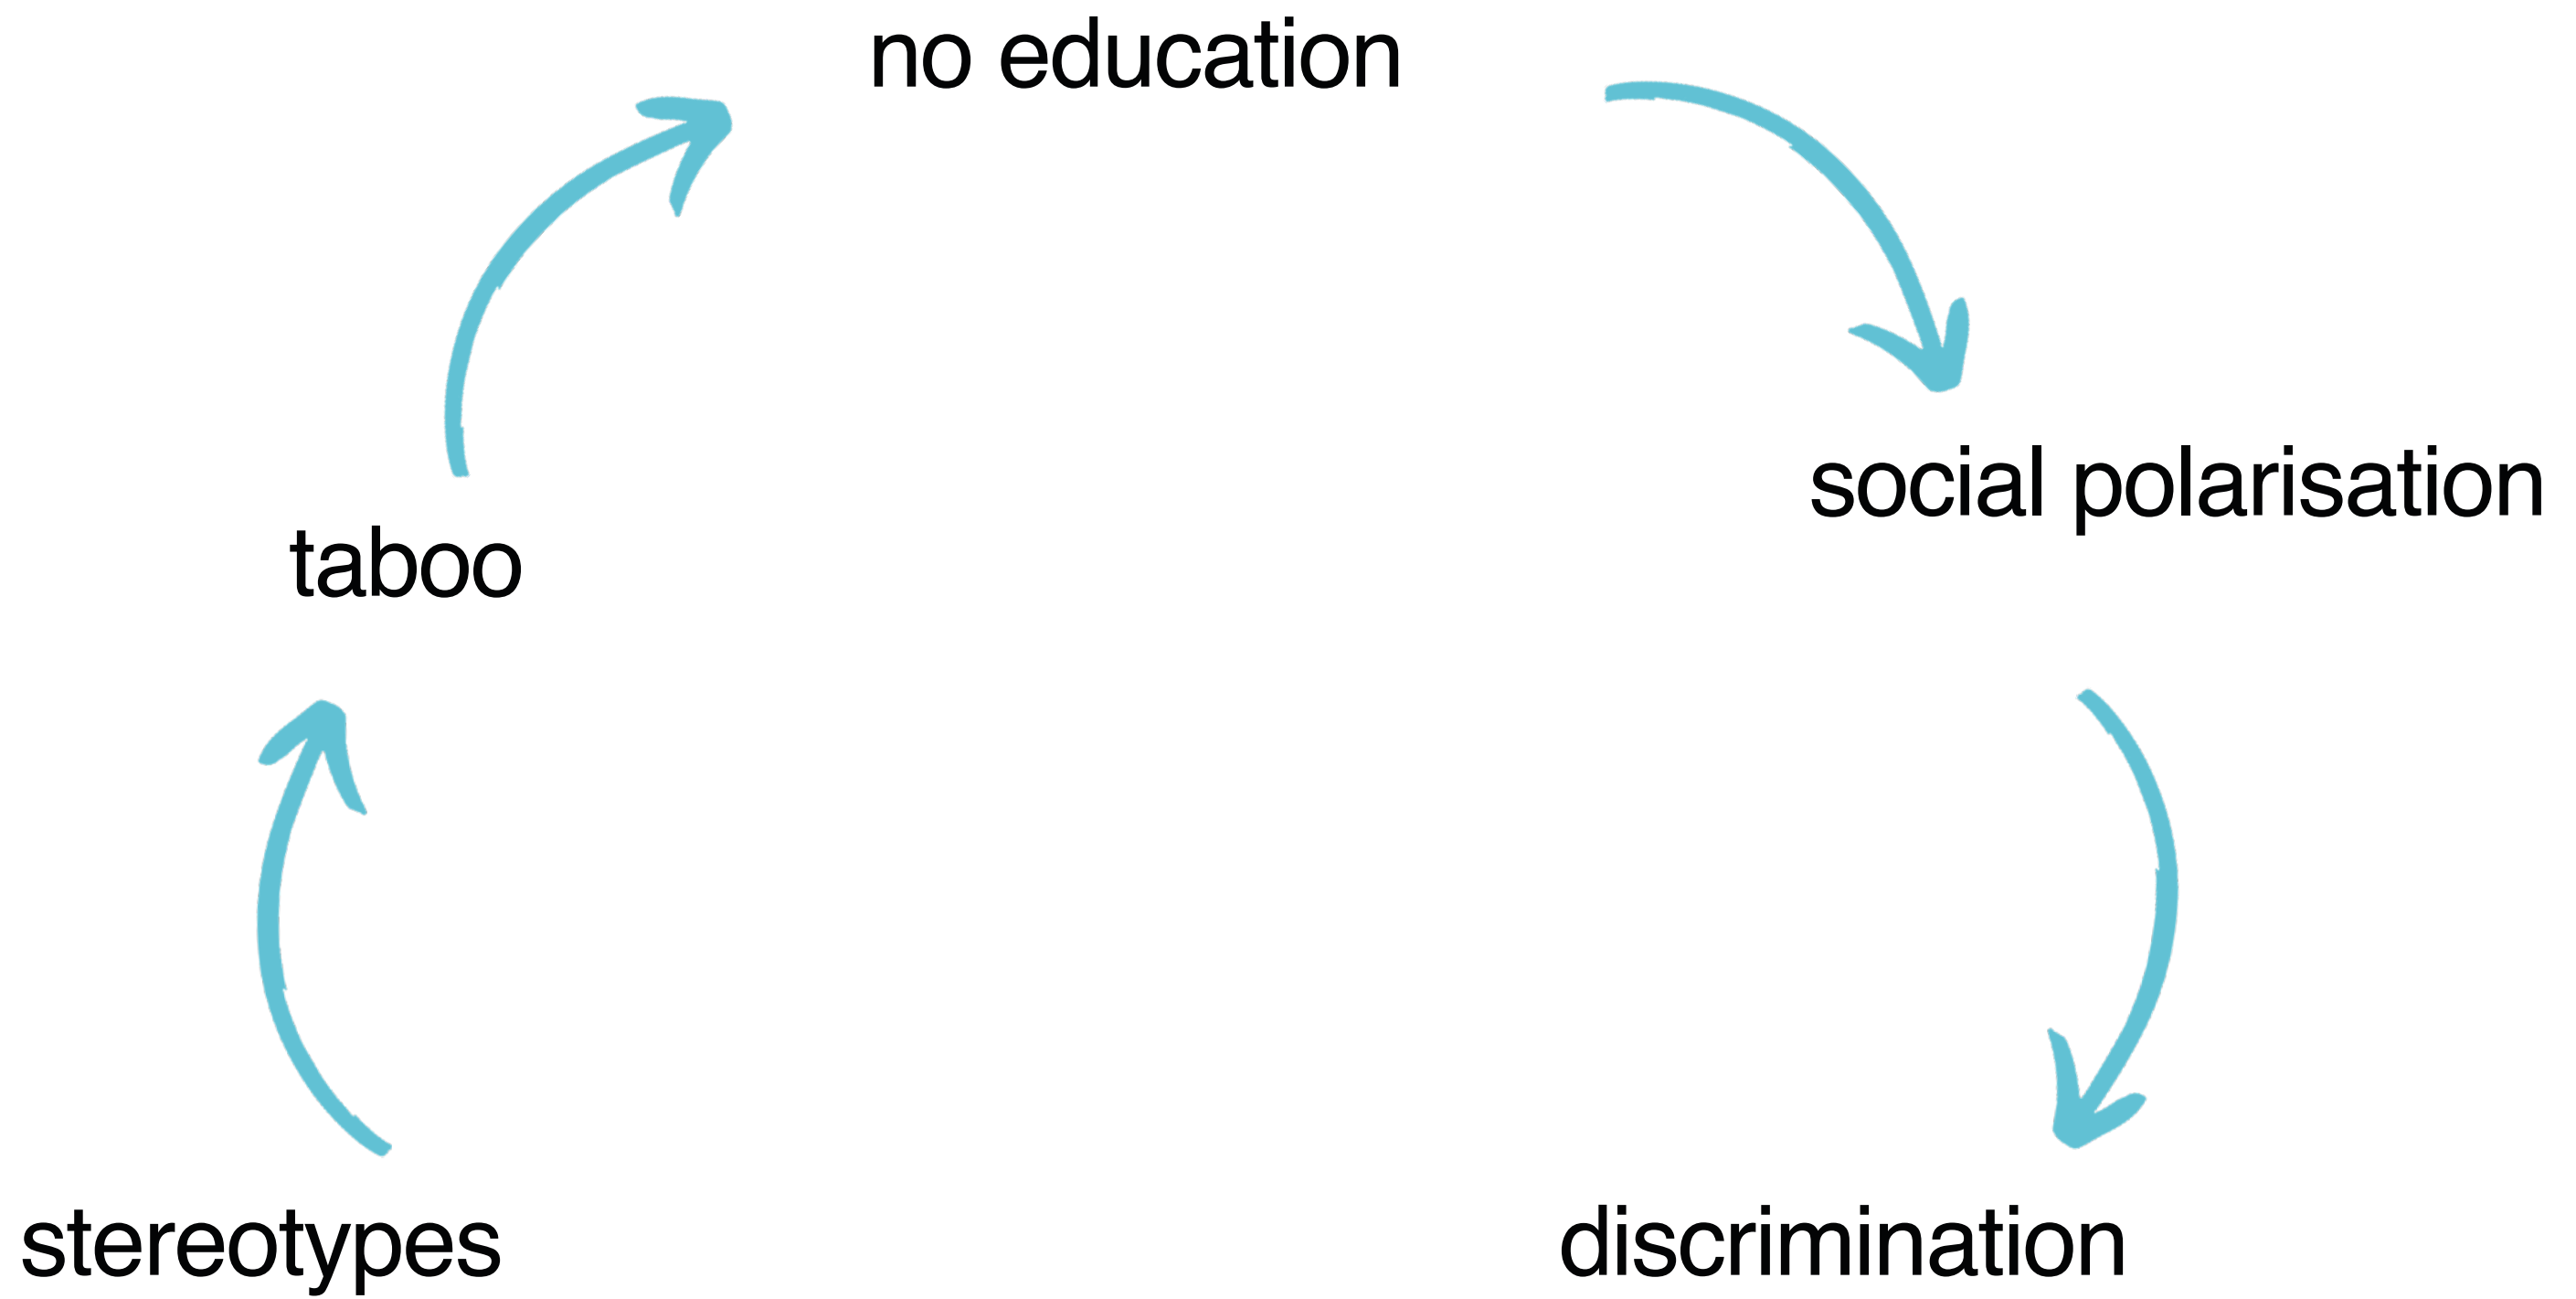 no education
social polarisation
taboo
stereotypes
discrimination